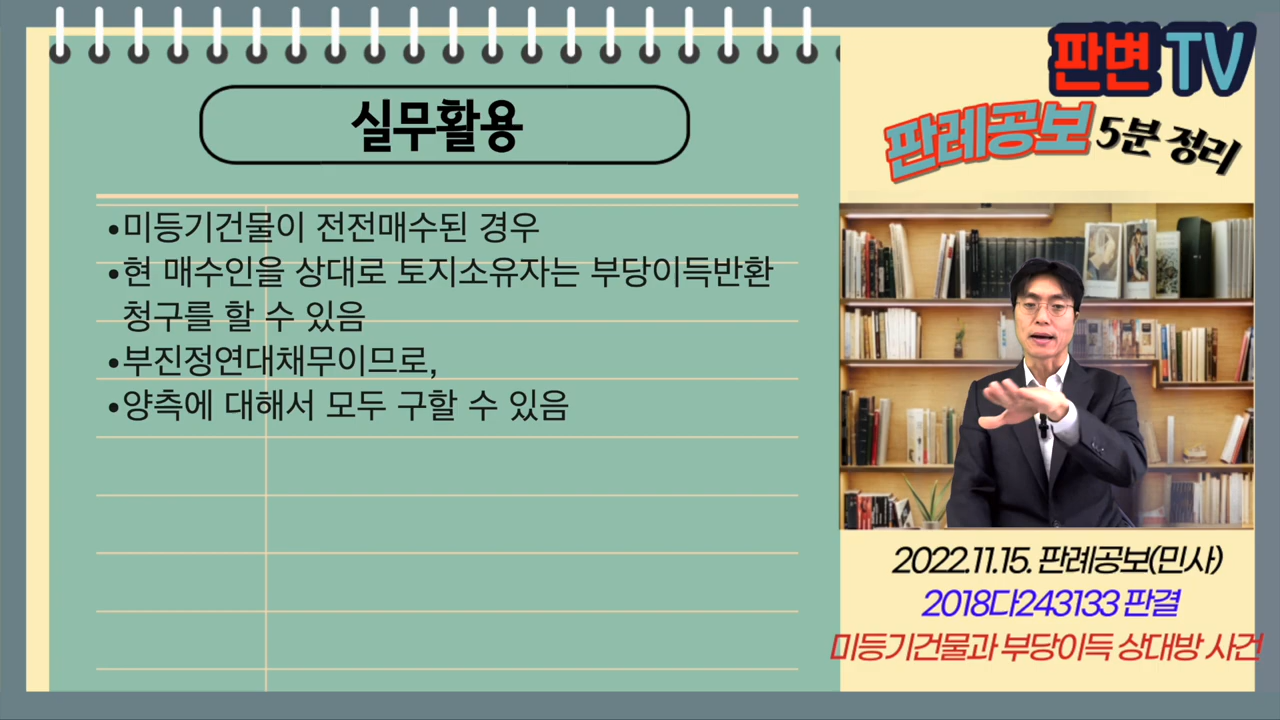 실무활용
•미등기건물이 전전매수된 경우
•현 매수인을 상대로 토지소유자는 부당이득반환
청구를 할 수 있음
•부진정연대채무이므로,
•양측에 대해서 모두 구할 수 있음
판변 TV
판례공보 5분 정리
2022.11.15. 판례공보(민사)
2018다243133 판결
미등기건물과 부당이득 상대방 사건